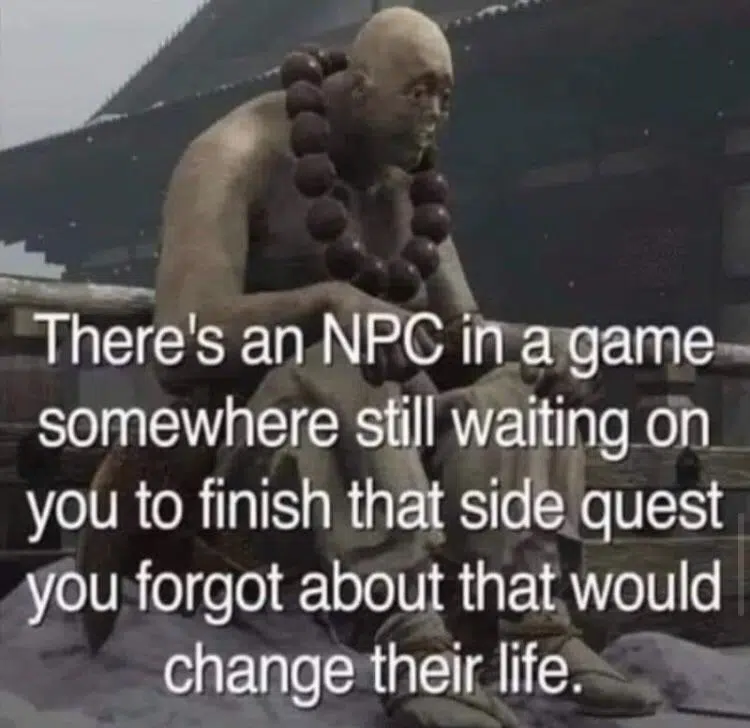 There's an NPC in a game
somewhere still waiting on
you to finish that side quest
you forgot about that would
change their life.